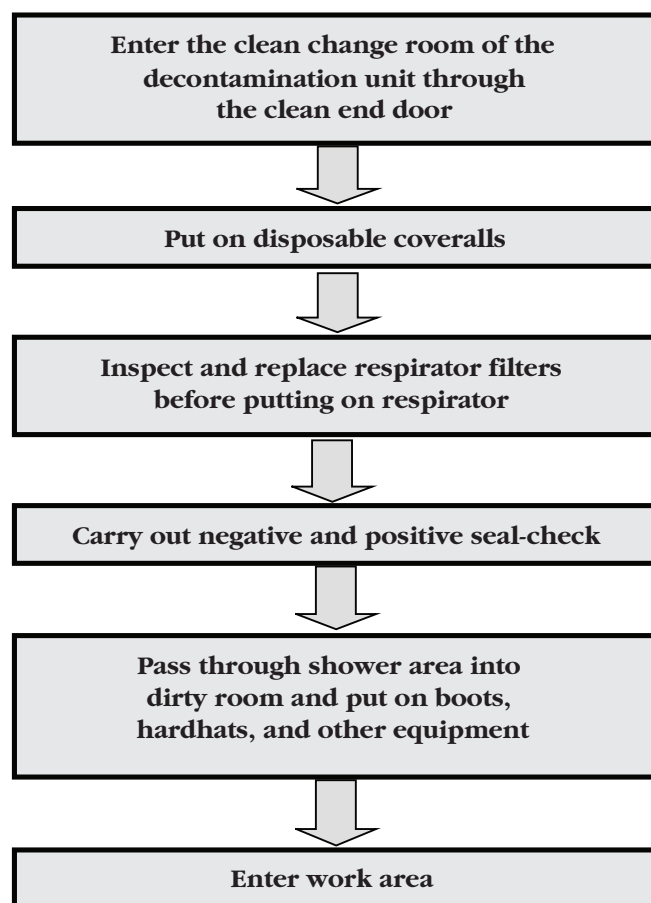 Enter the clean change room of the
decontamination unit through
the clean end door
Put on disposable coveralls
Inspect and replace respirator filters
before putting on respirator
Carry out negative and positive seal-check
Pass through shower area into
dirty room and put on boots,
hardhats, and other equipment
Enter work area